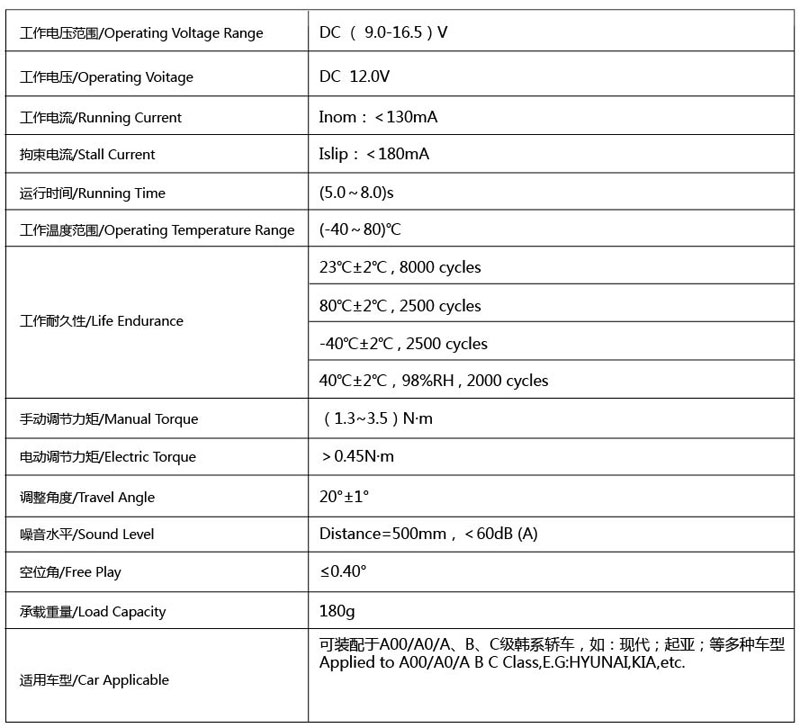 工作电压范围/Operating Voltage Range
DC（ 9.0-16.5）V
工作电压/Operating Voitage
DC 12.0V
工作电流/Running Current
Inom：＜130mA
拘束电流/Stall Current
Islip：＜180mA
运行时间/Running Time
(5.0～8.0)s
工作温度范围/Operating Temperature Range
(-40～80)℃
工作耐久性/Life Endurance
23℃±2℃ , 8000 cycles
80℃±2℃ , 2500 cycles
-40℃±2℃ , 2500 cycles
40℃±2℃，98%RH , 2000 cycles
手动调节力矩/Manual Torque
（1.3~3.5）N·m
电动调节力矩/Electric Torque
＞0.45N·m
调整角度/Travel Angle
20°±1°
噪音水平/Sound Level
Distance=500mm，＜60dB (A)
空位角/Free Play
≤0.40°
承载重量/Load Capacity
180g
适用车型/Car Applicable
可装配于A00/A0/A、B、C级韩系轿车，如：现代；起亚；等多种车型
Applied to A00/A0/A B C Class,E.G:HYUNAI,KIA,etc.